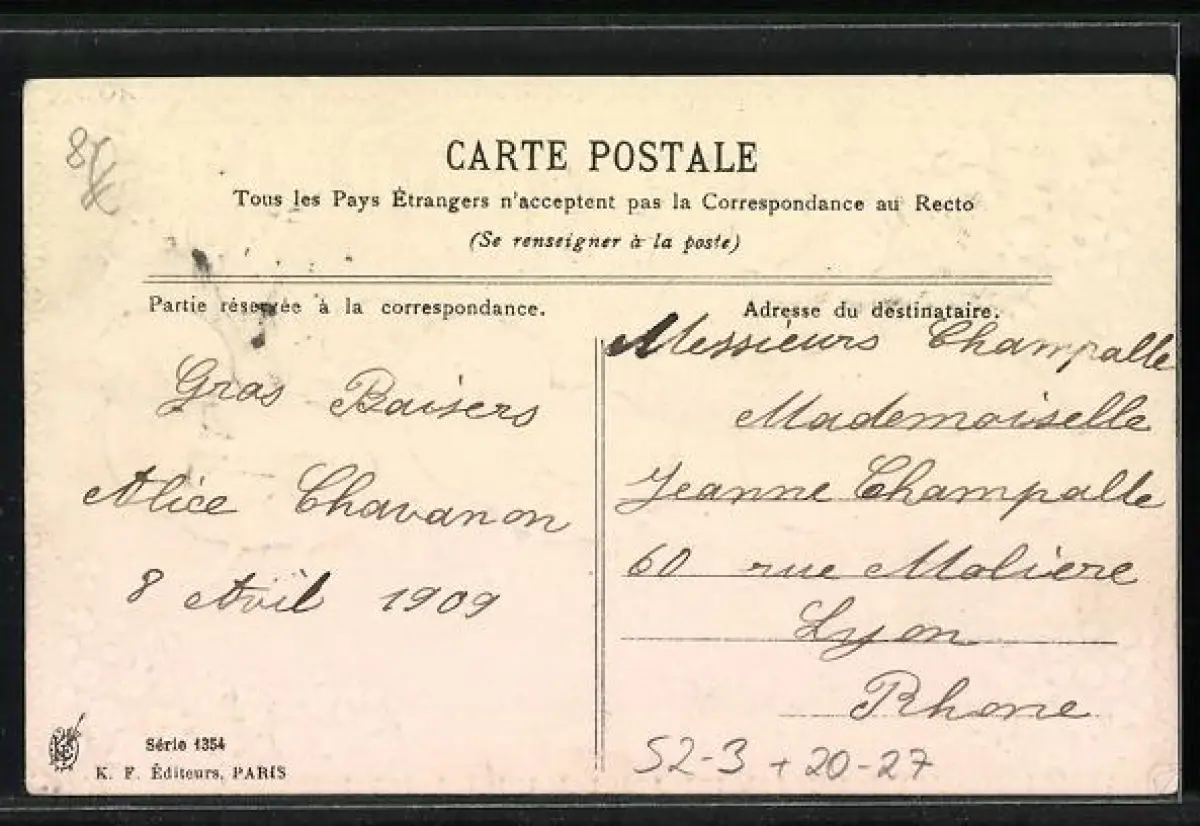 CARTE POSTALE
Tous les Pays Étrangers n'acceptent pas la Correspondance au Recto
(Se renseigner à la poste)
Partie réservée à la correspondance.
Gros Baisers
Alice Chavanon
8 Avil 1909
Série 1354
K. F. Éditeurs, PARIS
Adresse du destinataire.
Messieurs Champalle
Mademoiselle
Jeanne Champalle
60 rue Molière
Lyon
Rhone
52-3 + 20-27